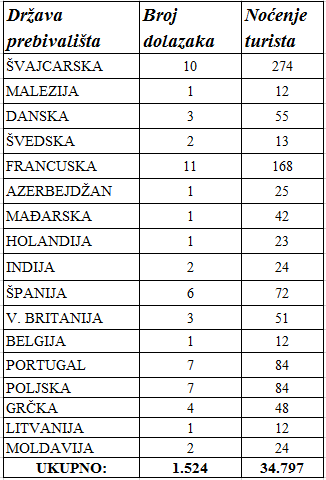 Država Broj Noćenje
prebivališta dolazaka turista
ŠVAJCARSKA 10 274
MALEZIJA 1 12
DANSKA 3 55
ŠVEDSKA 2 13
FRANCUSKA 11 168
AZERBEJDŽAN 1 25
MAĐARSKA 1 42
HOLANDIJA 1 23
INDIJA 2 24
ŠPANIJA 6 72
V. BRITANIJA 3 51
BELGIJA 1 12
PORTUGAL 7 84
POLJSKA 7 84
GRČKA 4 48
LITVANIJA 1 12
MOLDAVIJA 2 24
UKUPNO: 1.524 34.797